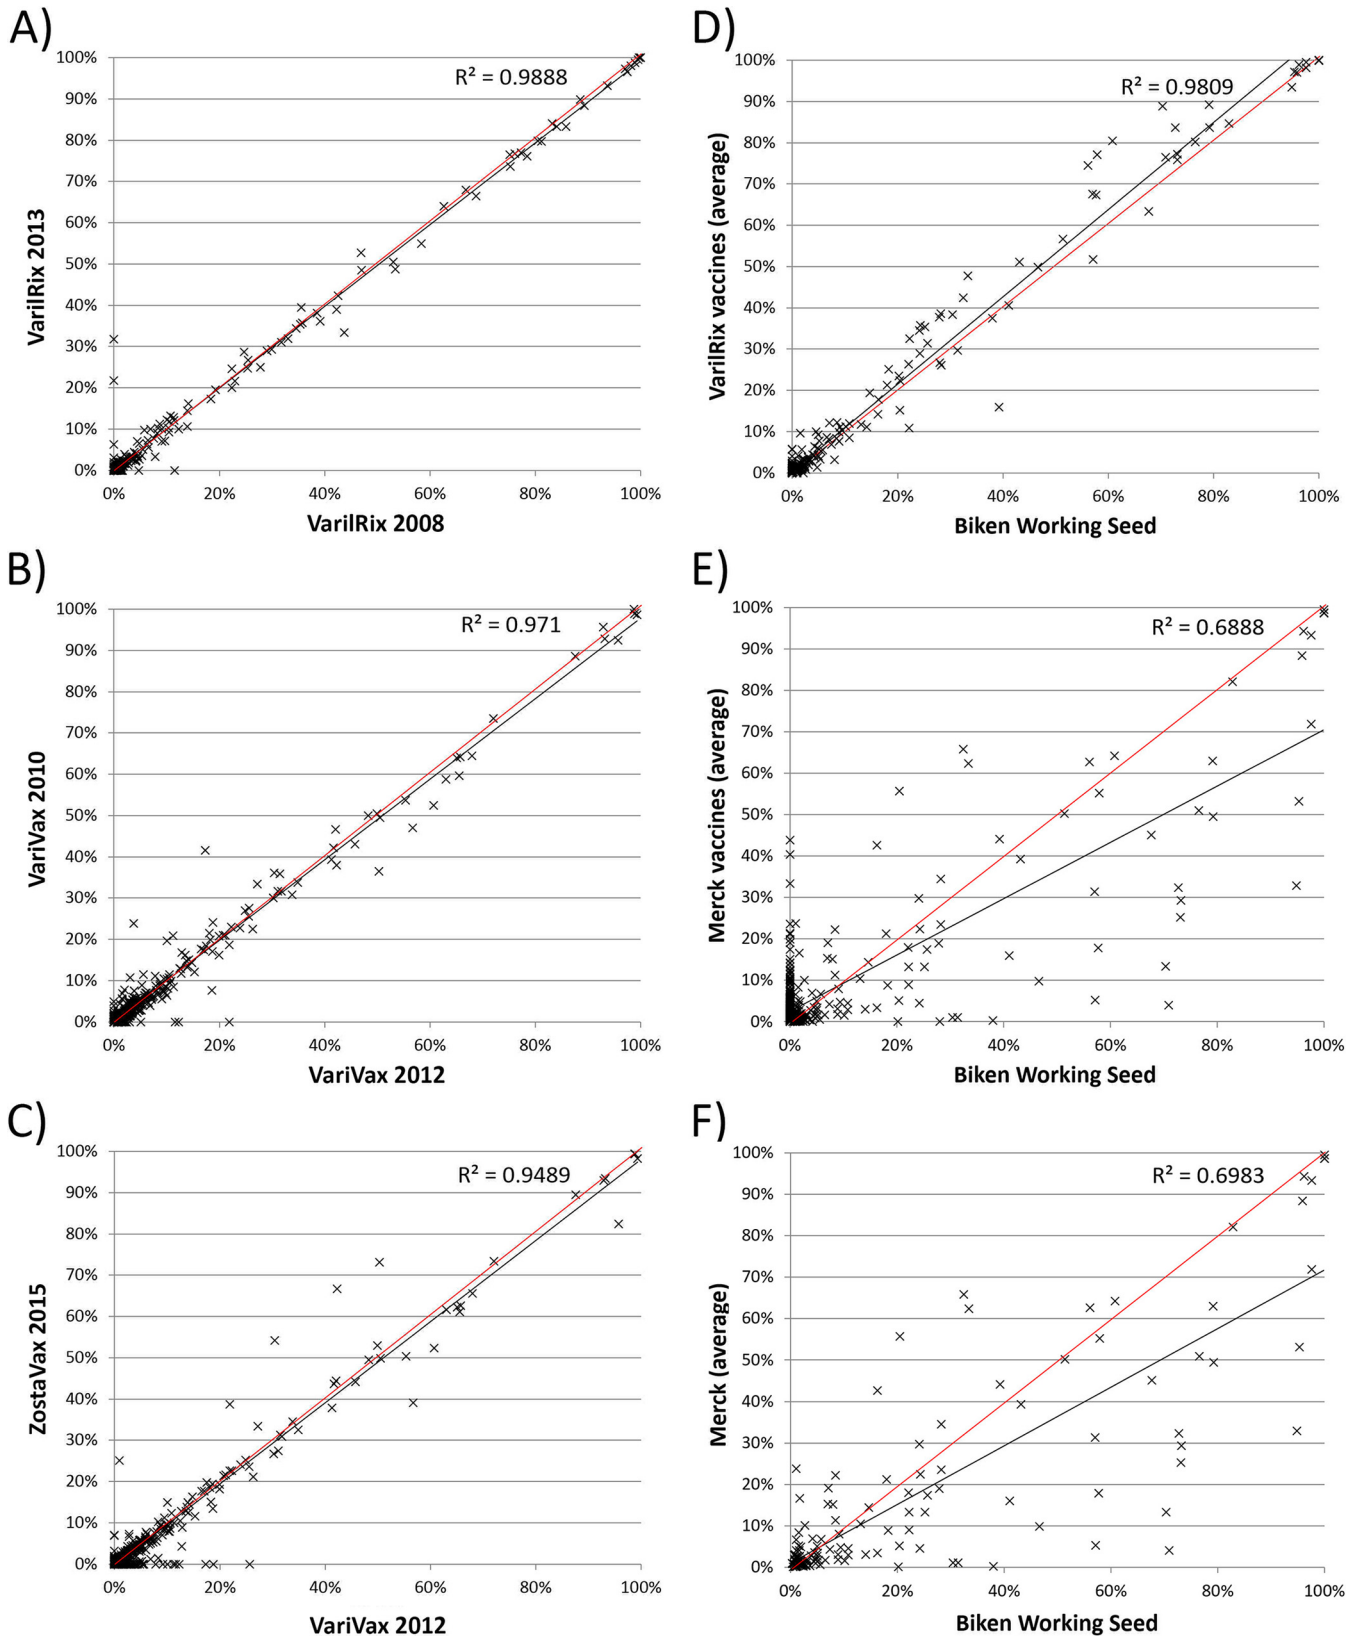 A)
R² = 0.9888
100%
90%
80%
70%
60%
50%
40%
30%
20%
10%
0%
VarilRix 2013
0% 20% 40% 60% 80% 100%
VarilRix 2008
B)
R² = 0.971
100%
90%
80%
70%
60%
50%
40%
30%
20%
10%
0%
VariVax 2010
0% 20% 40% 60% 80% 100%
VariVax 2012
C)
R² = 0.9489
100%
90%
80%
70%
60%
50%
40%
30%
20%
10%
0%
ZostaVax 2015
0% 20% 40% 60% 80% 100%
VariVax 2012
D)
R² = 0.9809
100%
90%
80%
70%
60%
50%
40%
30%
20%
10%
0%
VarilRix vaccines (average)
0% 20% 40% 60% 80% 100%
Biken Working Seed
E)
R² = 0.6888
100%
90%
80%
70%
60%
50%
40%
30%
20%
10%
0%
Merck vaccines (average)
0% 20% 40% 60% 80% 100%
Biken Working Seed
F)
R² = 0.6983
100%
90%
80%
70%
60%
50%
40%
30%
20%
10%
0%
Merck (average)
0% 20% 40% 60% 80% 100%
Biken Working Seed